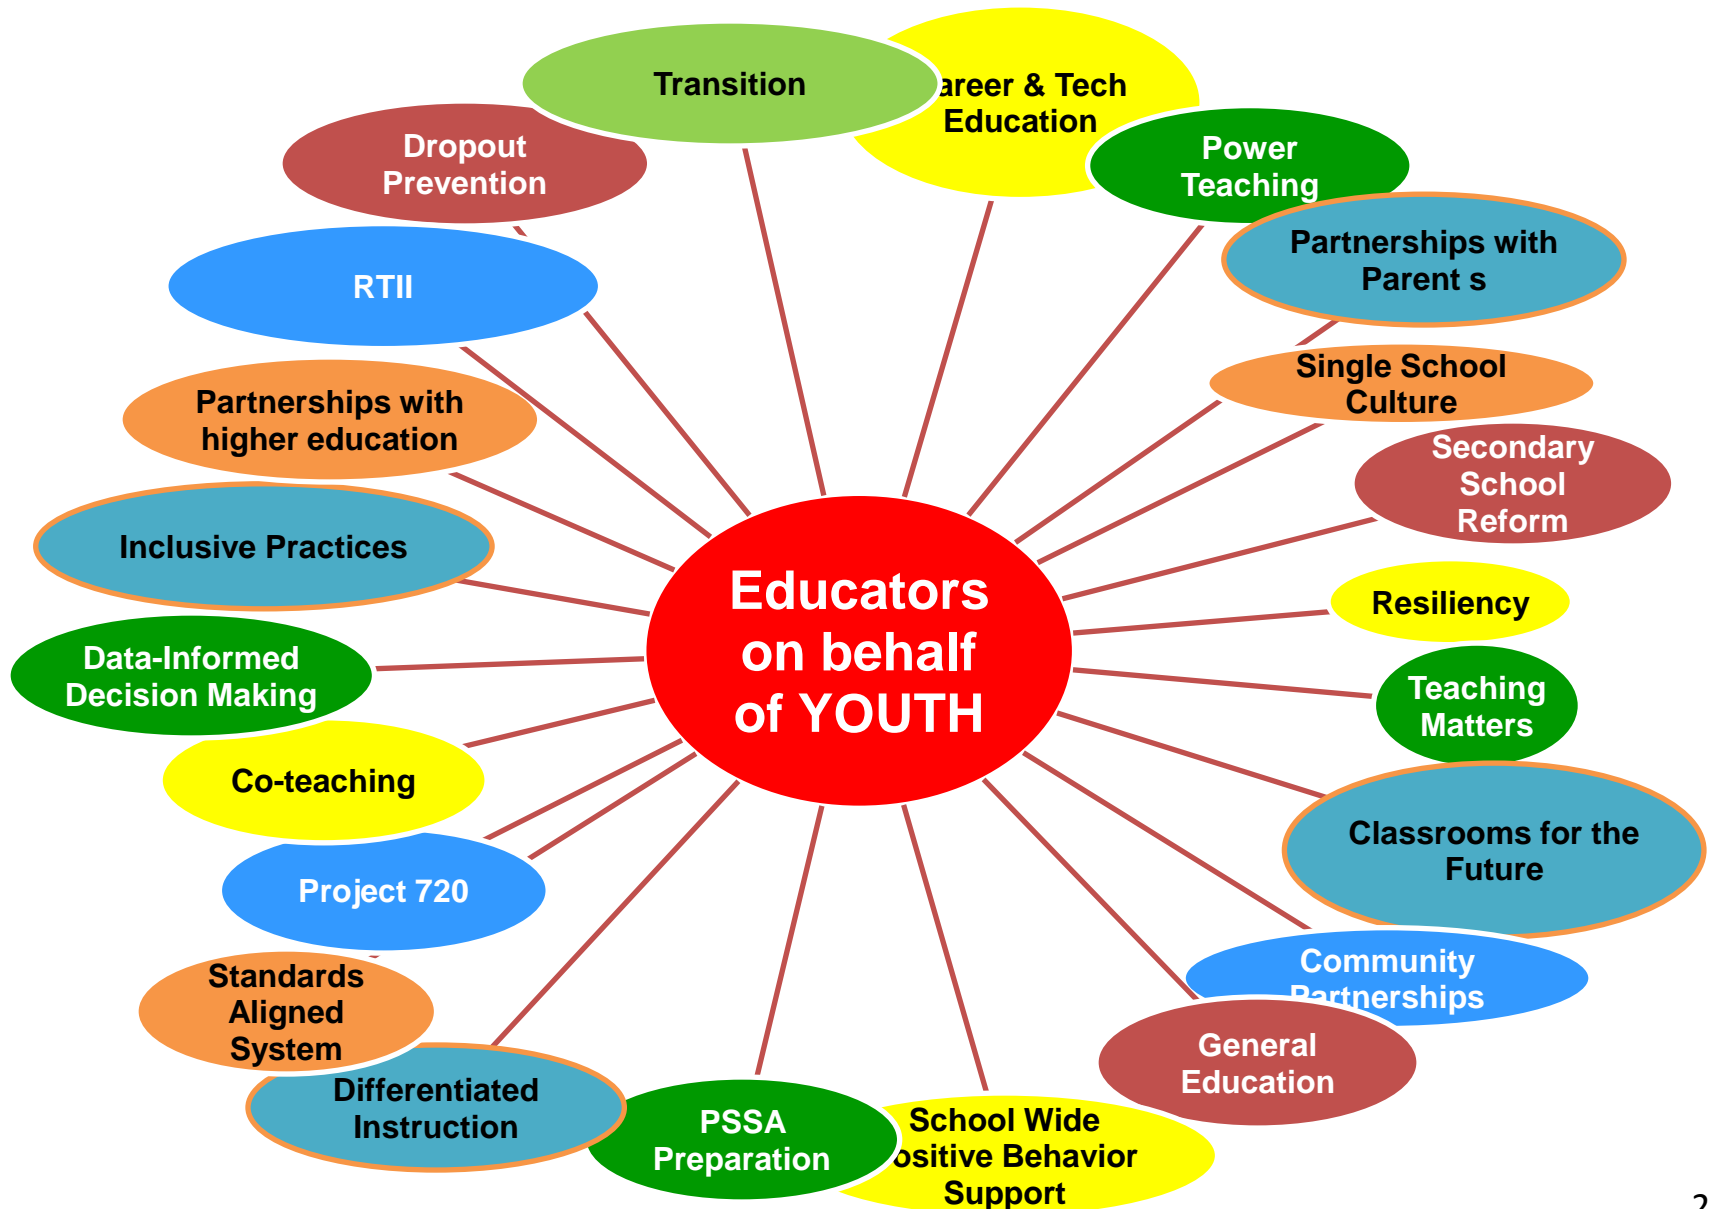 Transition
areer & Tech
Education
Power
Teaching
Dropout
Prevention
Partnerships with
Parent s
RTII
Single School
Culture
Partnerships with
higher education
Secondary
School
Reform
Inclusive Practices
Educators
on behalf
of YOUTH
Resiliency
Data-Informed
Decision Making
Teaching
Matters
Co-teaching
Classrooms for the
Future
Project 720
Community
Partnerships
Standards
Aligned
System
General
Education
Differentiated
Instruction
PSSA
Preparation
School Wide
ositive Behavior
Support
2